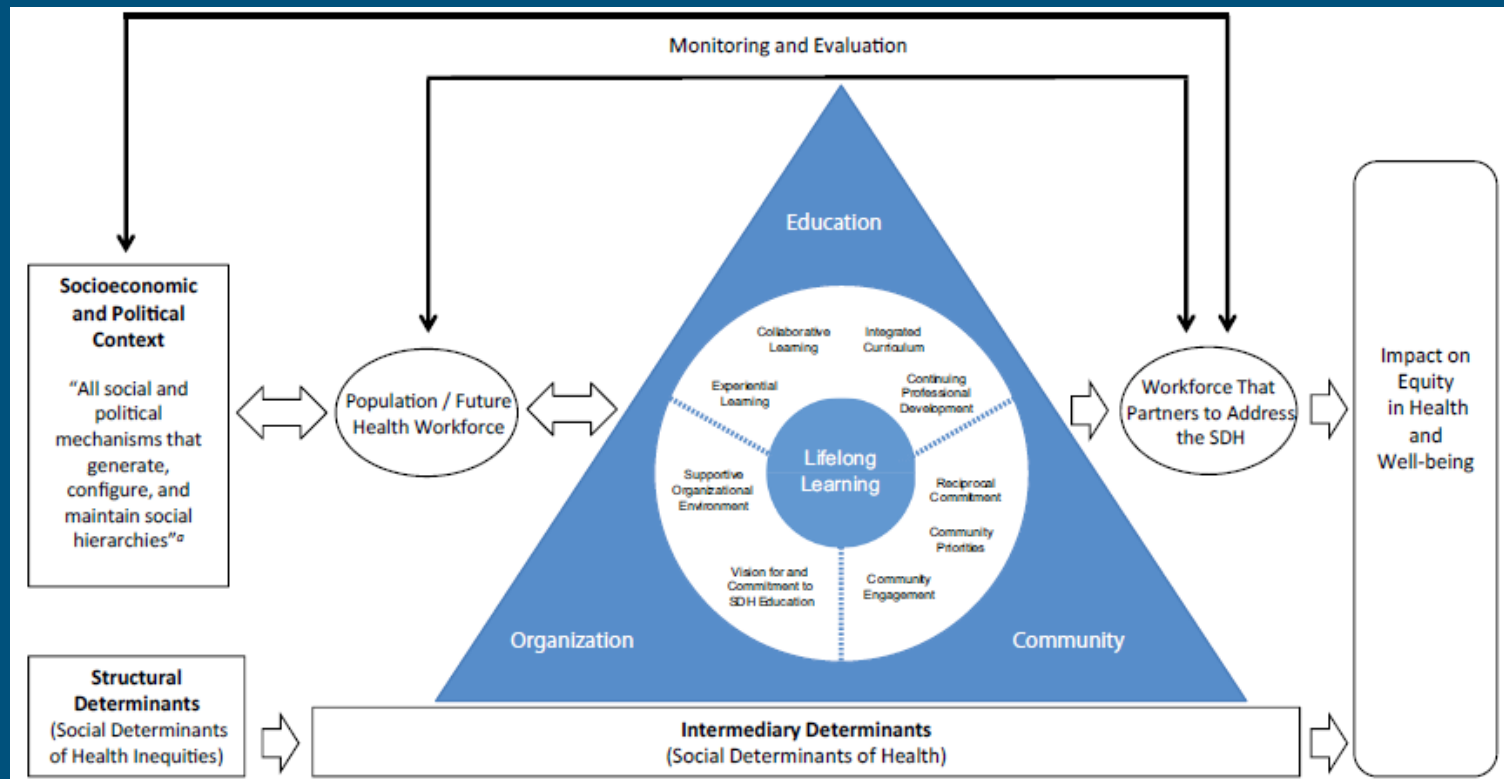 Monitoring and Evaluation
Education
Socioeconomic
and Political
Context
“All social and
political
mechanisms that
generate,
configure, and
maintain social
hierarchies”ᵃ
Population / Future
Health Workforce
Collaborative
Learning
Integrated
Curriculum
Experiential
Learning
Continuing
Professional
Development
Lifelong
Learning
Supportive
Organizational
Environment
Reciprocal
Commitment
Community
Priorities
Vision for and
Commitment to
SDH Education
Community
Engagement
Organization
Community
Workforce That
Partners to Address
the SDH
Impact on
Equity
in Health
and
Well-being
Structural
Determinants
(Social Determinants
of Health Inequities)
Intermediary Determinants
(Social Determinants of Health)